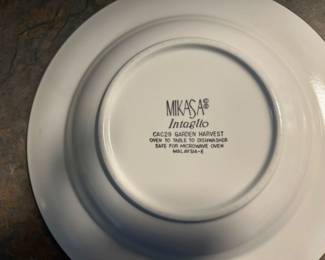 MIKASA®
Intaglio
CAC29 GARDEN HARVEST
OVEN TO TABLE TO DISHWASHER
SAFE FOR MICROWAVE OVEN
MALAYSIA-E